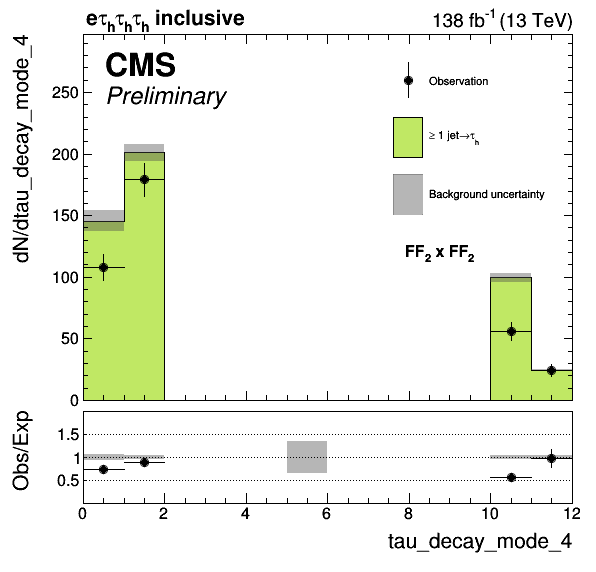 eτₕτₕτₕ inclusive
138 fb⁻¹ (13 TeV)
CMS
Preliminary
Observation
≥ 1 jet→τₕ
Background uncertainty
FF₂ x FF₂
dN/dtau_decay_mode_4
250
200
150
100
50
0
Obs/Exp
1.5
1
0.5
0 2 4 6 8 10 12
tau_decay_mode_4